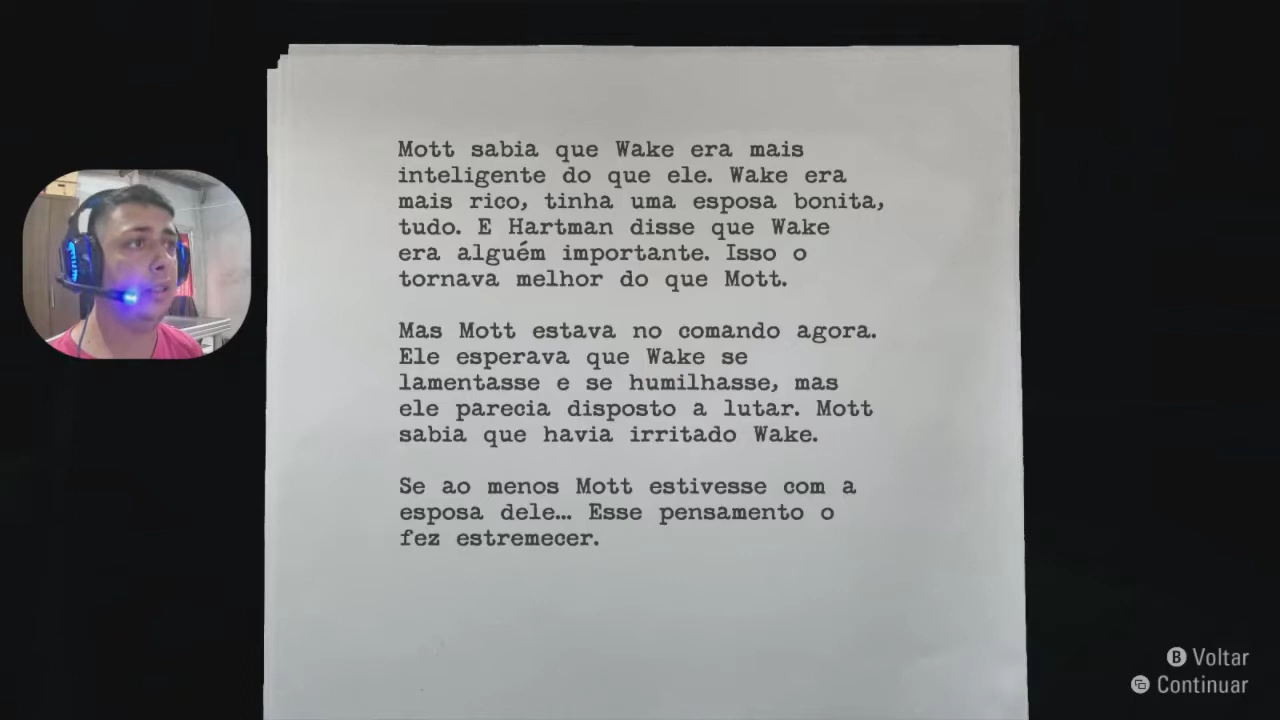 Mott sabia que Wake era mais
inteligente do que ele. Wake era
mais rico, tinha uma esposa bonita,
tudo. E Hartman disse que Wake
era alguém importante. Isso o
tornava melhor do que Mott.
Mas Mott estava no comando agora.
Ele esperava que Wake se
lamentasse e se humilhasse, mas
ele parecia disposto a lutar. Mott
sabia que havia irritado Wake.
Se ao menos Mott estivesse com a
esposa dele... Esse pensamento o
fez estremecer.
B Voltar
Continuar